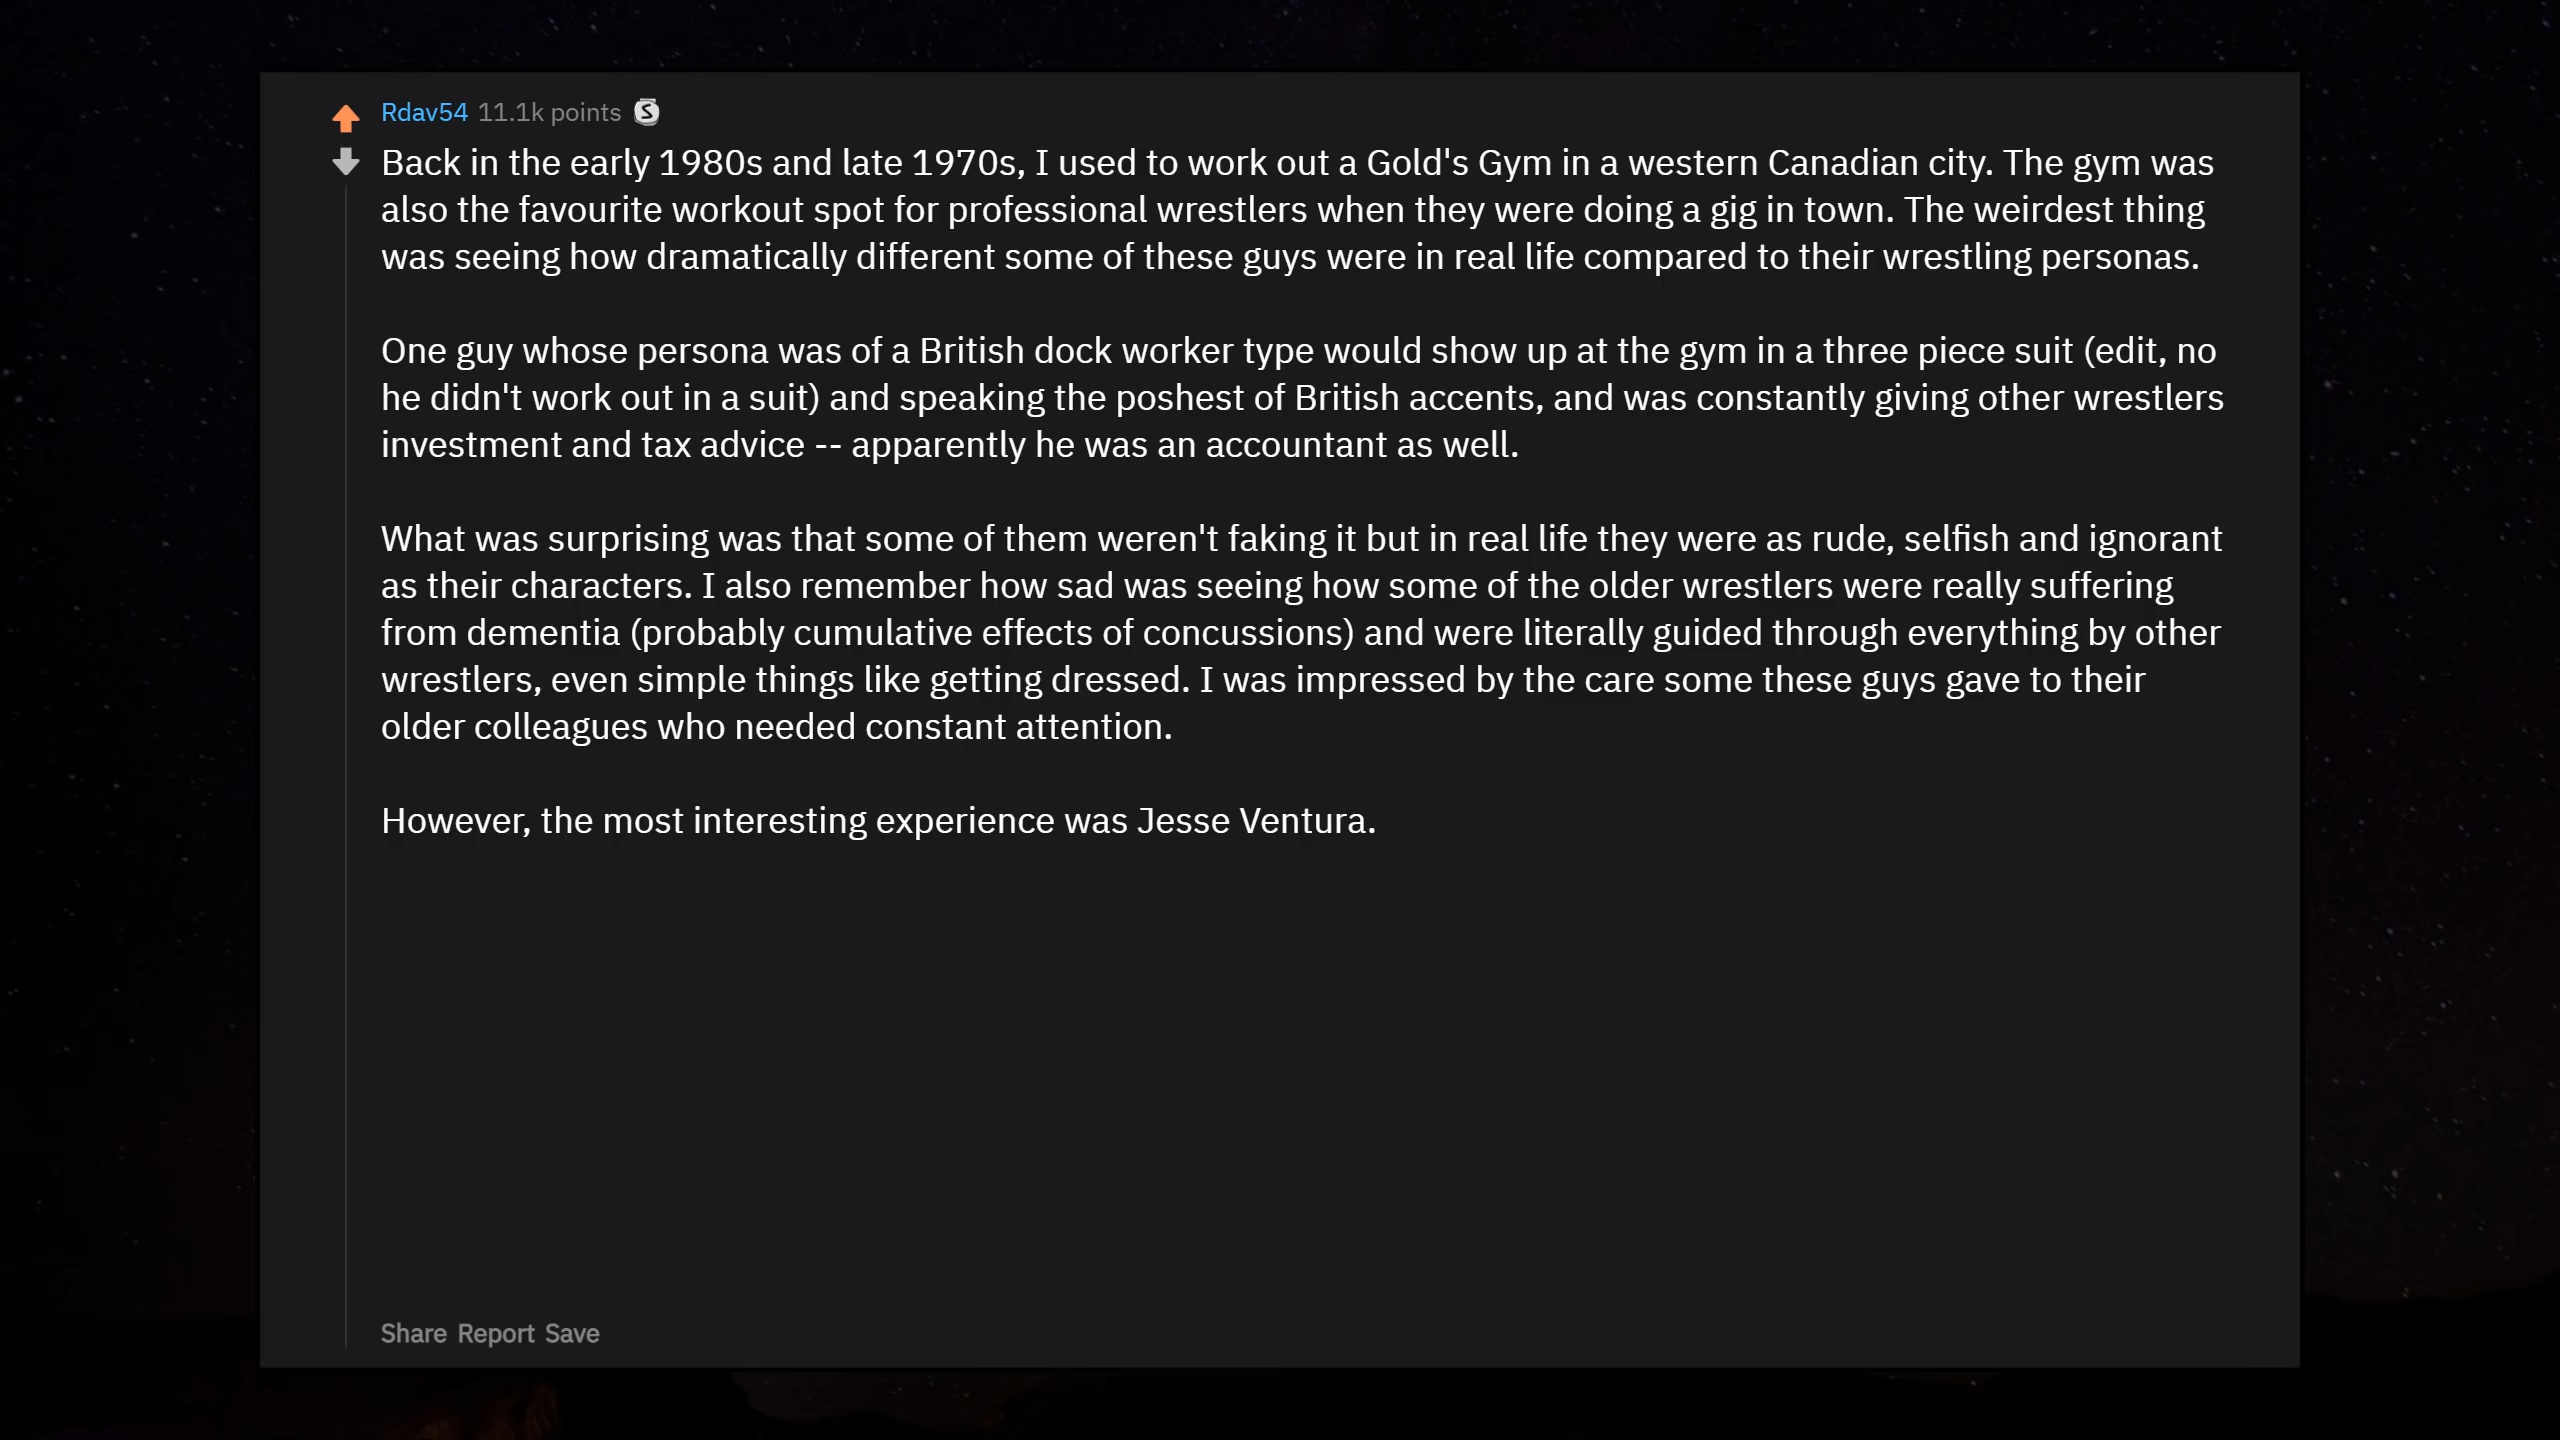 Rdav54 11.1k points S
Back in the early 1980s and late 1970s, I used to work out a Gold's Gym in a western Canadian city. The gym was
also the favourite workout spot for professional wrestlers when they were doing a gig in town. The weirdest thing
was seeing how dramatically different some of these guys were in real life compared to their wrestling personas.
One guy whose persona was of a British dock worker type would show up at the gym in a three piece suit (edit, no
he didn't work out in a suit) and speaking the poshest of British accents, and was constantly giving other wrestlers
investment and tax advice -- apparently he was an accountant as well.
What was surprising was that some of them weren't faking it but in real life they were as rude, selfish and ignorant
as their characters. I also remember how sad was seeing how some of the older wrestlers were really suffering
from dementia (probably cumulative effects of concussions) and were literally guided through everything by other
wrestlers, even simple things like getting dressed. I was impressed by the care some these guys gave to their
older colleagues who needed constant attention.
However, the most interesting experience was Jesse Ventura.
Share Report Save